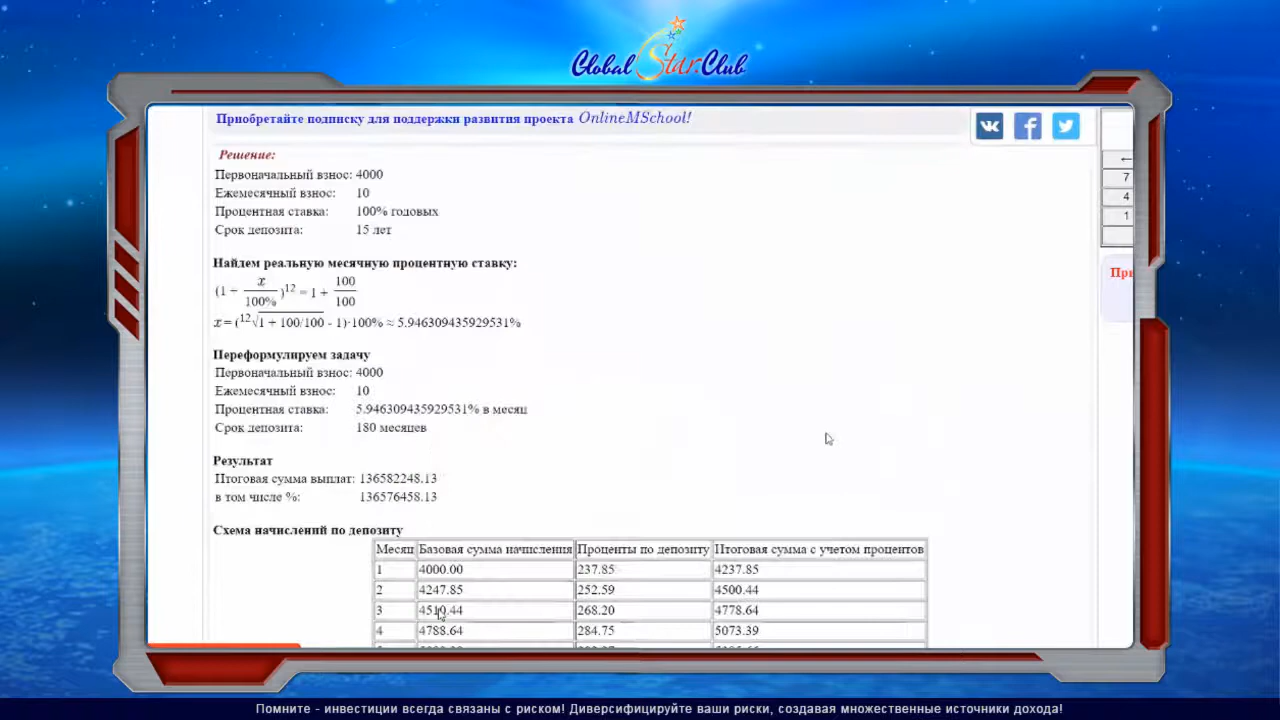 Global Star.Club
Приобретайте подписку для поддержки развития проекта OnlineMSchool!
Решение:
Первоначальный взнос: 4000
Ежемесячный взнос: 10
Процентная ставка: 100% годовых
Срок депозита: 15 лет
Найдем реальную месячную процентную ставку:
(1 + x/100%)^12 = 1 + 100/100
x = (12√1 + 100/100 - 1)·100% ≈ 5.946309435929531%
Переформулируем задачу
Первоначальный взнос: 4000
Ежемесячный взнос: 10
Процентная ставка: 5.946309435929531% в месяц
Срок депозита: 180 месяцев
Результат
Итоговая сумма выплат: 136582248.13
в том числе %: 136576458.13
Схема начислений по депозиту
Месяц Базовая сумма начисления Проценты по депозиту Итоговая сумма с учетом процентов
1 4000.00 237.85 4237.85
2 4247.85 252.59 4500.44
3 4510.44 268.20 4778.64
4 4788.64 284.75 5073.39
←
7
4
1
Помните - инвестиции всегда связаны с риском! Диверсифицируйте ваши риски, создавая множественные источники дохода!